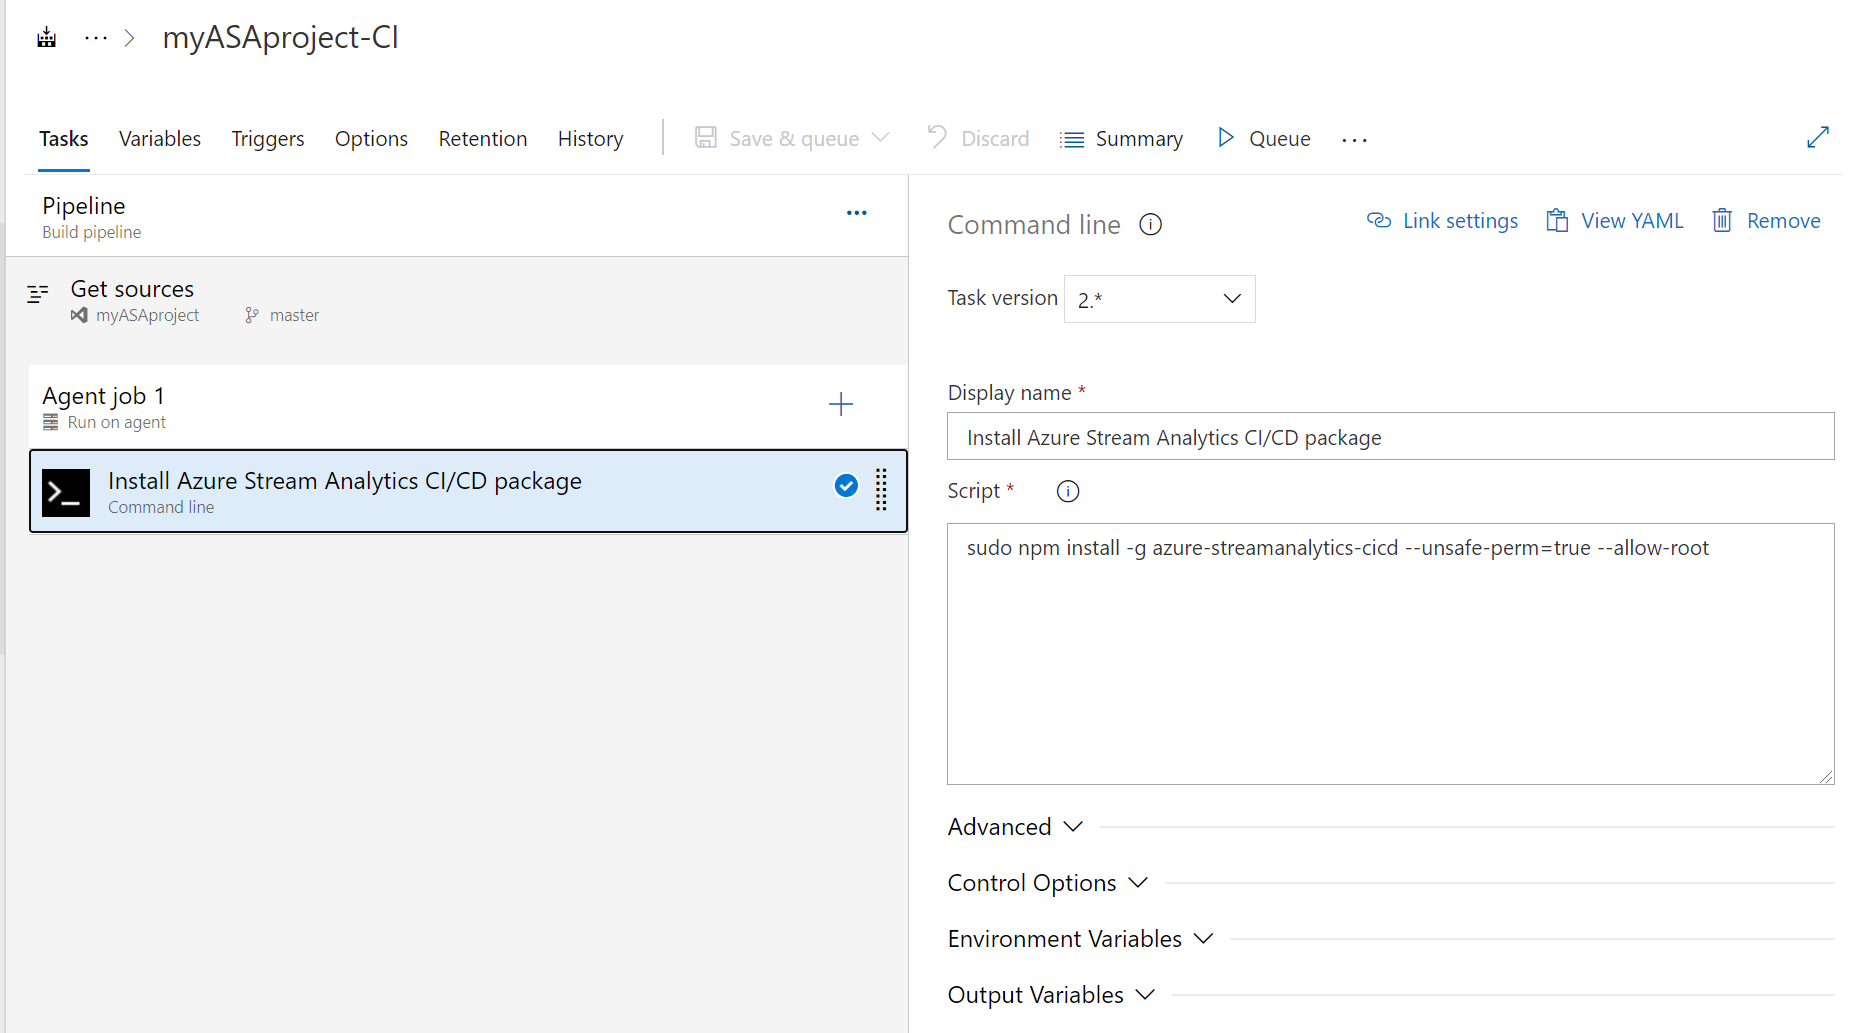 myASAproject-CI
Tasks Variables Triggers Options Retention History Save & queue Discard Summary Queue
Pipeline
Build pipeline
Get sources
myASAproject master
Agent job 1
Run on agent
Install Azure Stream Analytics CI/CD package
Command line
Command line Link settings View YAML Remove
Task version 2.*
Display name *
Install Azure Stream Analytics CI/CD package
Script *
sudo npm install -g azure-streamanalytics-cicd --unsafe-perm=true --allow-root
Advanced
Control Options
Environment Variables
Output Variables